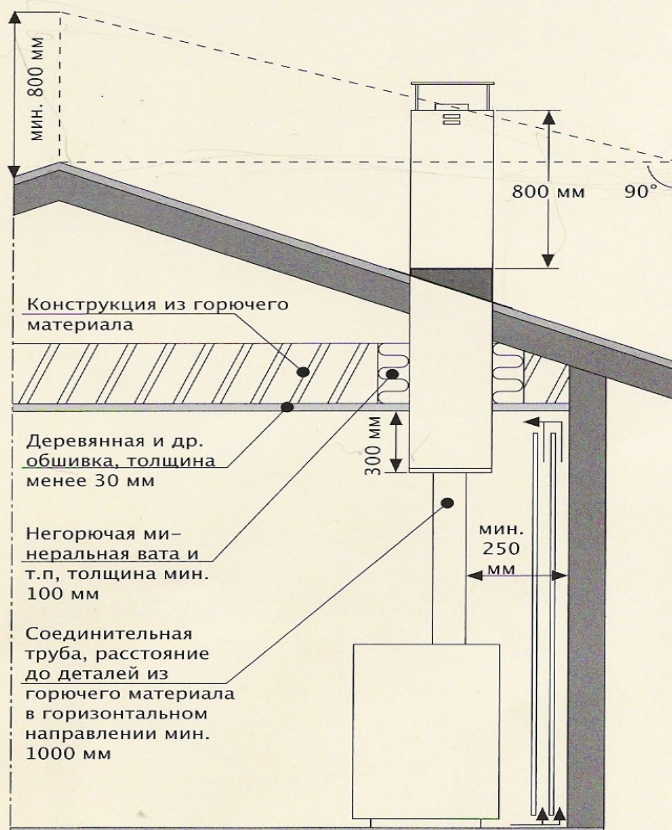 мин. 800 мм
800 мм
90°
Конструкция из горючего
материала
300 мм
Деревянная и др.
обшивка, толщина
менее 30 мм
Негорючая ми-
неральная вата и
т.п, толщина мин.
100 мм
мин.
250
мм
Соединительная
труба, расстояние
до деталей из
горючего материала
в горизонтальном
направлении мин.
1000 мм